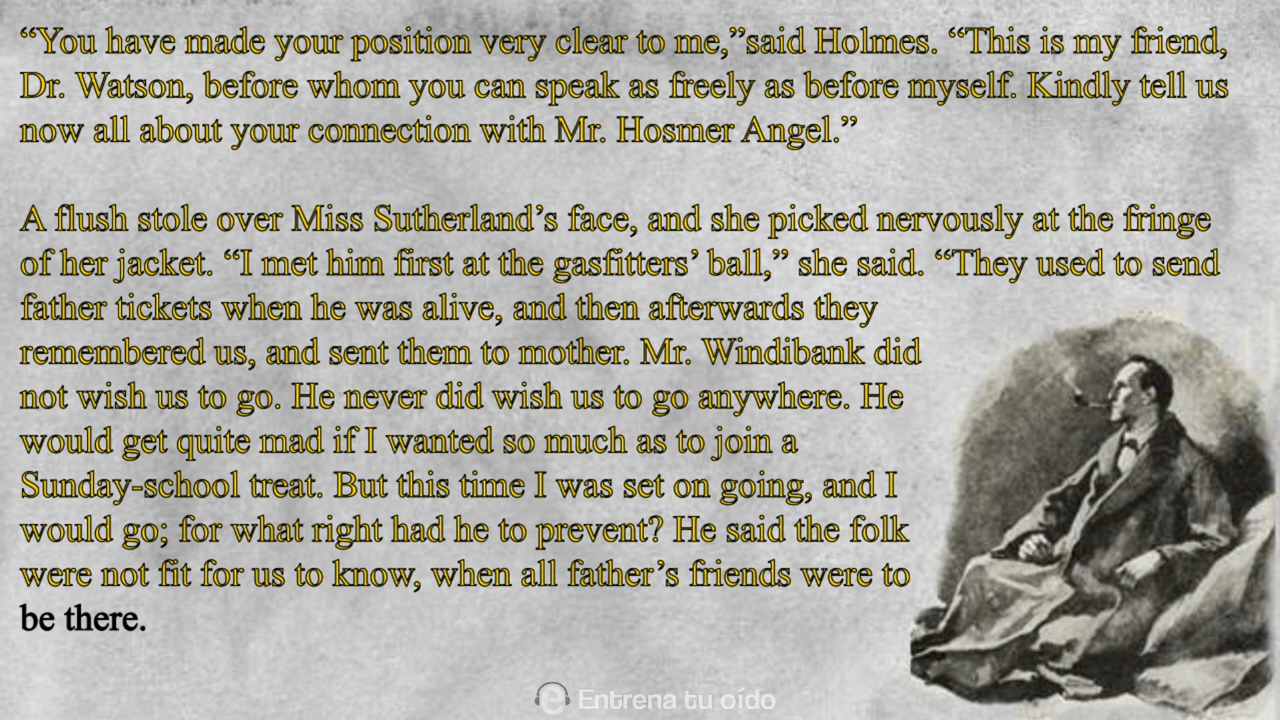 “You have made your position very clear to me,”said Holmes. “This is my friend,
Dr. Watson, before whom you can speak as freely as before myself. Kindly tell us
now all about your connection with Mr. Hosmer Angel.”
A flush stole over Miss Sutherland’s face, and she picked nervously at the fringe
of her jacket. “I met him first at the gasfitters’ ball,” she said. “They used to send
father tickets when he was alive, and then afterwards they
remembered us, and sent them to mother. Mr. Windibank did
not wish us to go. He never did wish us to go anywhere. He
would get quite mad if I wanted so much as to join a
Sunday-school treat. But this time I was set on going, and I
would go; for what right had he to prevent? He said the folk
were not fit for us to know, when all father’s friends were to
be there.
Entrena tu oído